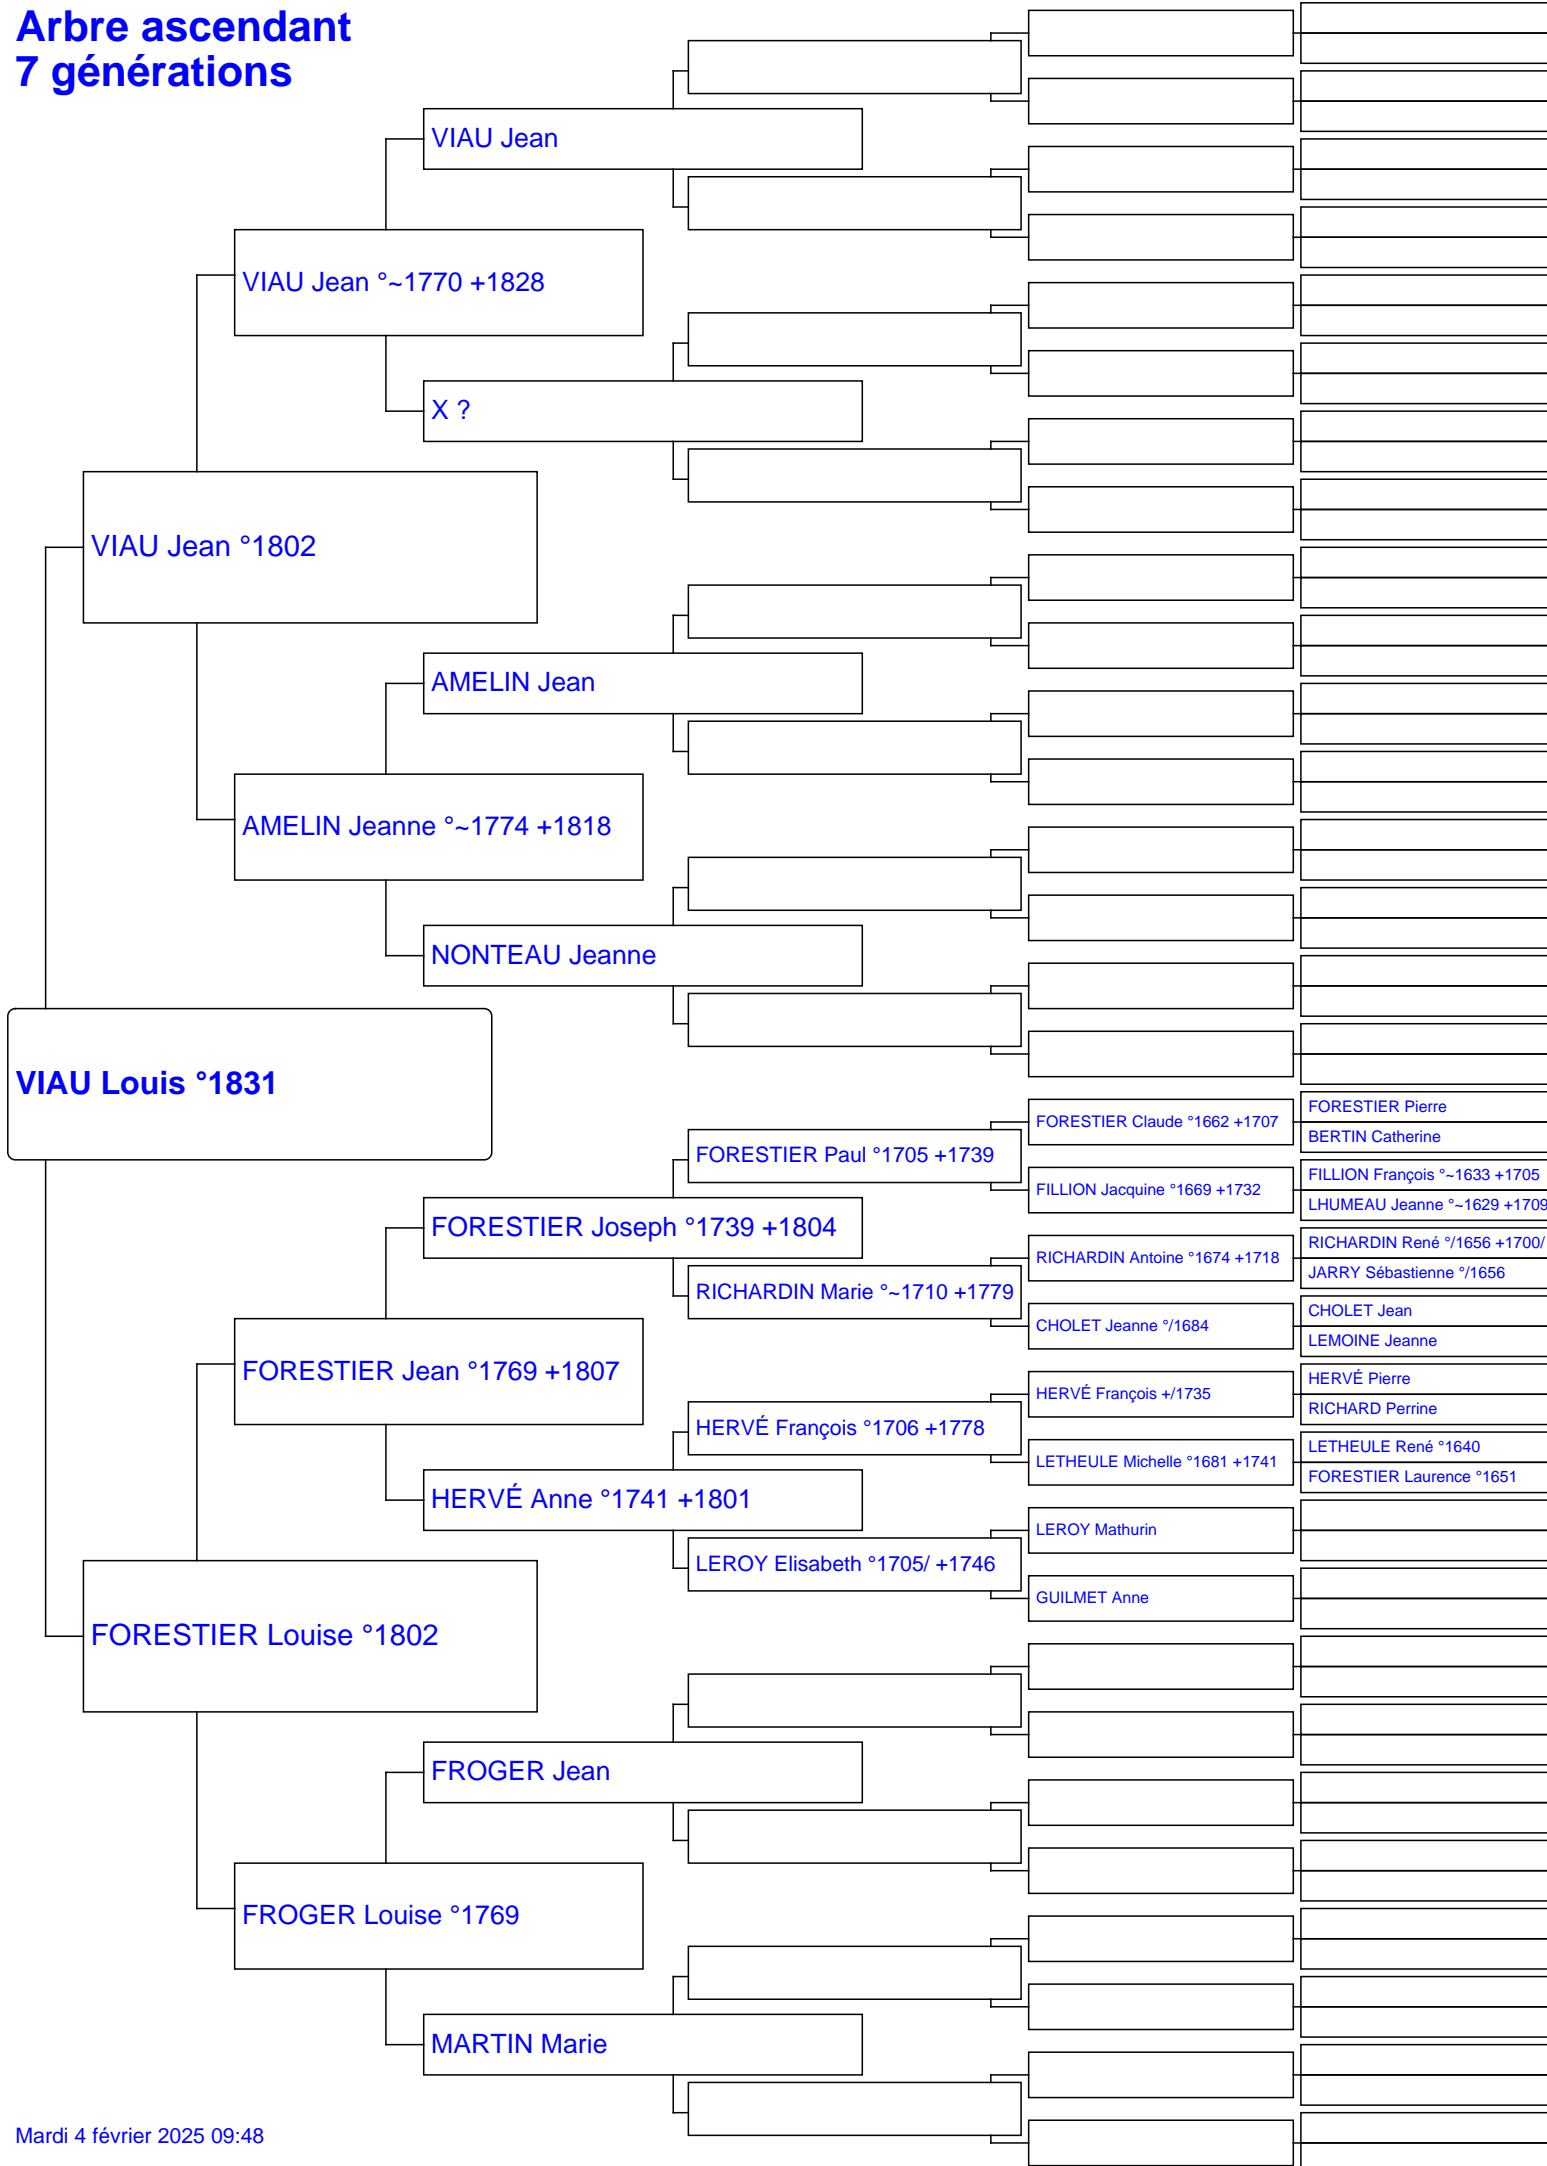 Arbre ascendant
7 générations
VIAU Jean
VIAU Jean °~1770 +1828
X ?
VIAU Jean °1802
AMELIN Jean
AMELIN Jeanne °~1774 +1818
NONTEAU Jeanne
VIAU Louis °1831
FORESTIER Pierre
FORESTIER Claude °1662 +1707
BERTIN Catherine
FORESTIER Paul °1705 +1739
FILLION François °~1633 +1705
FILLION Jacquine °1669 +1732
LHUMEAU Jeanne °~1629 +1709
FORESTIER Joseph °1739 +1804
RICHARDIN René °/1656 +1700/
RICHARDIN Antoine °1674 +1718
JARRY Sébastienne °/1656
RICHARDIN Marie °~1710 +1779
CHOLET Jean
CHOLET Jeanne °/1684
LEMOINE Jeanne
FORESTIER Jean °1769 +1807
HERVÉ Pierre
HERVÉ François +/1735
RICHARD Perrine
HERVÉ François °1706 +1778
LETHEULE René °1640
LETHEULE Michelle °1681 +1741
FORESTIER Laurence °1651
HERVÉ Anne °1741 +1801
LEROY Mathurin
LEROY Elisabeth °1705/ +1746
GUILMET Anne
FORESTIER Louise °1802
FROGER Jean
FROGER Louise °1769
MARTIN Marie
Mardi 4 février 2025 09:48